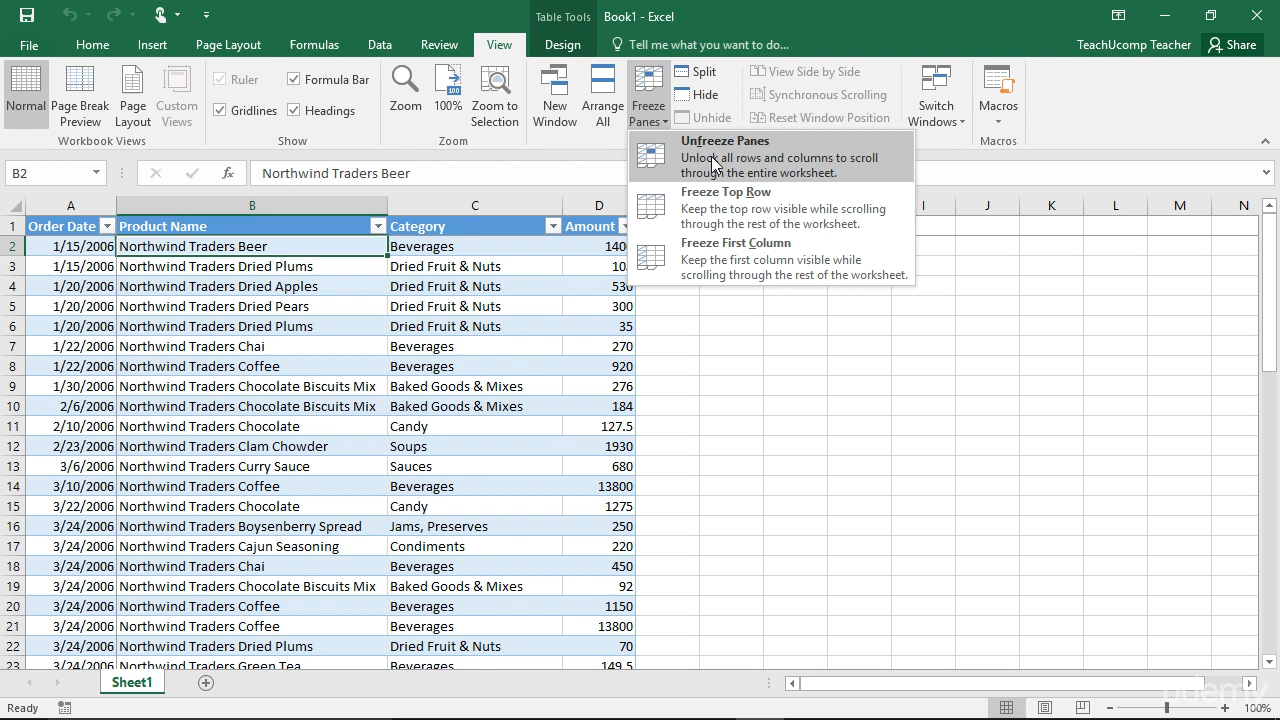 Table Tools Book1 - Excel
File Home Insert Page Layout Formulas Data Review View Design Tell me what you want to do... TeachUcomp Teacher Share
Normal Page Break Preview Page Layout Custom Views
Workbook Views
Ruler Formula Bar
Gridlines Headings
Show
Zoom 100% Zoom to Selection
Zoom
New Window Arrange All Freeze Panes
Split
Hide
Unhide
View Side by Side
Synchronous Scrolling
Reset Window Position
Switch Windows
Macros
Macros
Unfreeze Panes
Unlock all rows and columns to scroll
through the entire worksheet.
Freeze Top Row
Keep the top row visible while scrolling
through the rest of the worksheet.
Freeze First Column
Keep the first column visible while
scrolling through the rest of the worksheet.
B2 fx Northwind Traders Beer
A B C D I J K L M N
1 Order Date Product Name Category Amount
2 1/15/2006 Northwind Traders Beer Beverages
3 1/15/2006 Northwind Traders Dried Plums Dried Fruit & Nuts
4 1/20/2006 Northwind Traders Dried Apples Dried Fruit & Nuts 530
5 1/20/2006 Northwind Traders Dried Pears Dried Fruit & Nuts 300
6 1/20/2006 Northwind Traders Dried Plums Dried Fruit & Nuts 35
7 1/22/2006 Northwind Traders Chai Beverages 270
8 1/22/2006 Northwind Traders Coffee Beverages 920
9 1/30/2006 Northwind Traders Chocolate Biscuits Mix Baked Goods & Mixes 276
10 2/6/2006 Northwind Traders Chocolate Biscuits Mix Baked Goods & Mixes 184
11 2/10/2006 Northwind Traders Chocolate Candy 127.5
12 2/23/2006 Northwind Traders Clam Chowder Soups 1930
13 3/6/2006 Northwind Traders Curry Sauce Sauces 680
14 3/10/2006 Northwind Traders Coffee Beverages 13800
15 3/22/2006 Northwind Traders Chocolate Candy 1275
16 3/24/2006 Northwind Traders Boysenberry Spread Jams, Preserves 250
17 3/24/2006 Northwind Traders Cajun Seasoning Condiments 220
18 3/24/2006 Northwind Traders Chai Beverages 450
19 3/24/2006 Northwind Traders Chocolate Biscuits Mix Baked Goods & Mixes 92
20 3/24/2006 Northwind Traders Coffee Beverages 1150
21 3/24/2006 Northwind Traders Coffee Beverages 13800
22 3/24/2006 Northwind Traders Dried Plums Dried Fruit & Nuts 70
23 3/24/2006 Northwind Traders Green Tea Beverages 149.5
Sheet1
udemy
Ready 100%